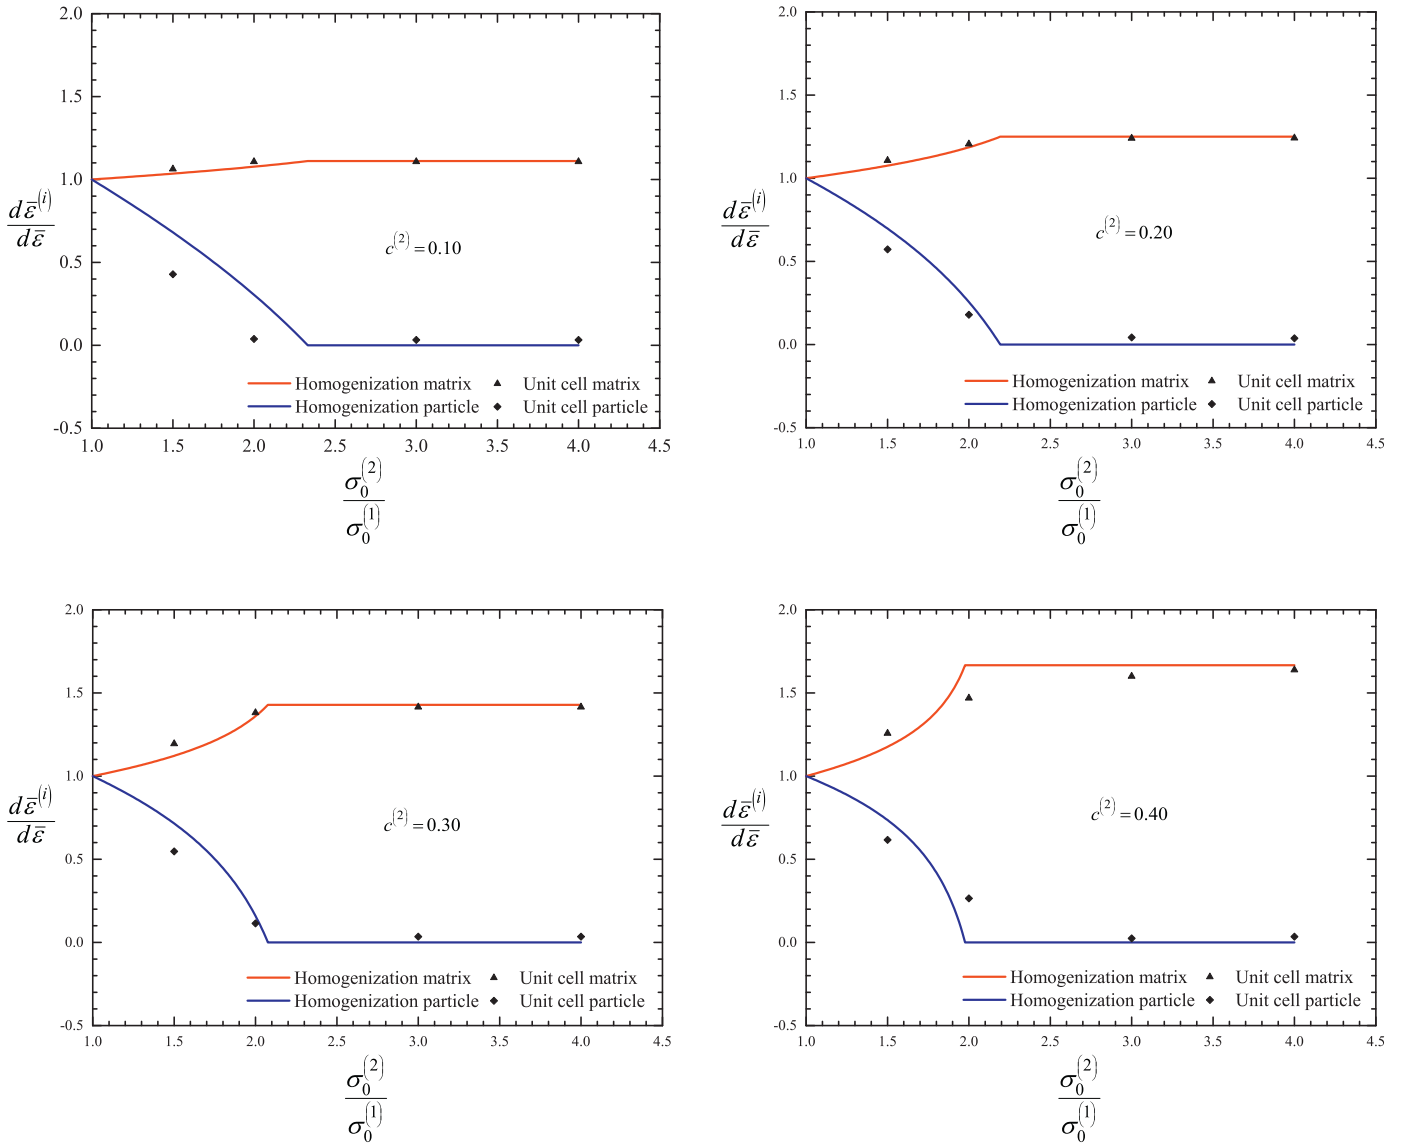 2.0
1.5
1.0
0.5
0.0
-0.5
1.0 1.5 2.0 2.5 3.0 3.5 4.0 4.5
dε̅⁽ⁱ⁾
dε̅
c⁽²⁾=0.10
Homogenization matrix Unit cell matrix
Homogenization particle Unit cell particle
σ₀⁽²⁾
σ₀⁽¹⁾
2.0
1.5
1.0
0.5
0.0
-0.5
1.0 1.5 2.0 2.5 3.0 3.5 4.0 4.5
dε̅⁽ⁱ⁾
dε̅
c⁽²⁾=0.20
Homogenization matrix Unit cell matrix
Homogenization particle Unit cell particle
σ₀⁽²⁾
σ₀⁽¹⁾
2.0
1.5
1.0
0.5
0.0
-0.5
1.0 1.5 2.0 2.5 3.0 3.5 4.0 4.5
dε̅⁽ⁱ⁾
dε̅
c⁽²⁾=0.30
Homogenization matrix Unit cell matrix
Homogenization particle Unit cell particle
σ₀⁽²⁾
σ₀⁽¹⁾
2.0
1.5
1.0
0.5
0.0
-0.5
1.0 1.5 2.0 2.5 3.0 3.5 4.0 4.5
dε̅⁽ⁱ⁾
dε̅
c⁽²⁾=0.40
Homogenization matrix Unit cell matrix
Homogenization particle Unit cell particle
σ₀⁽²⁾
σ₀⁽¹⁾